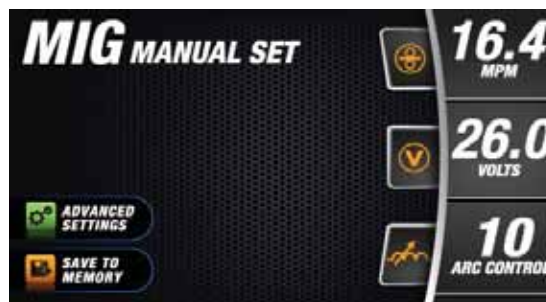 MIG MANUAL SET
16.4
MPM
V
26.0
VOLTS
10
ARC CONTROL
ADVANCED
SETTINGS
SAVE TO
MEMORY